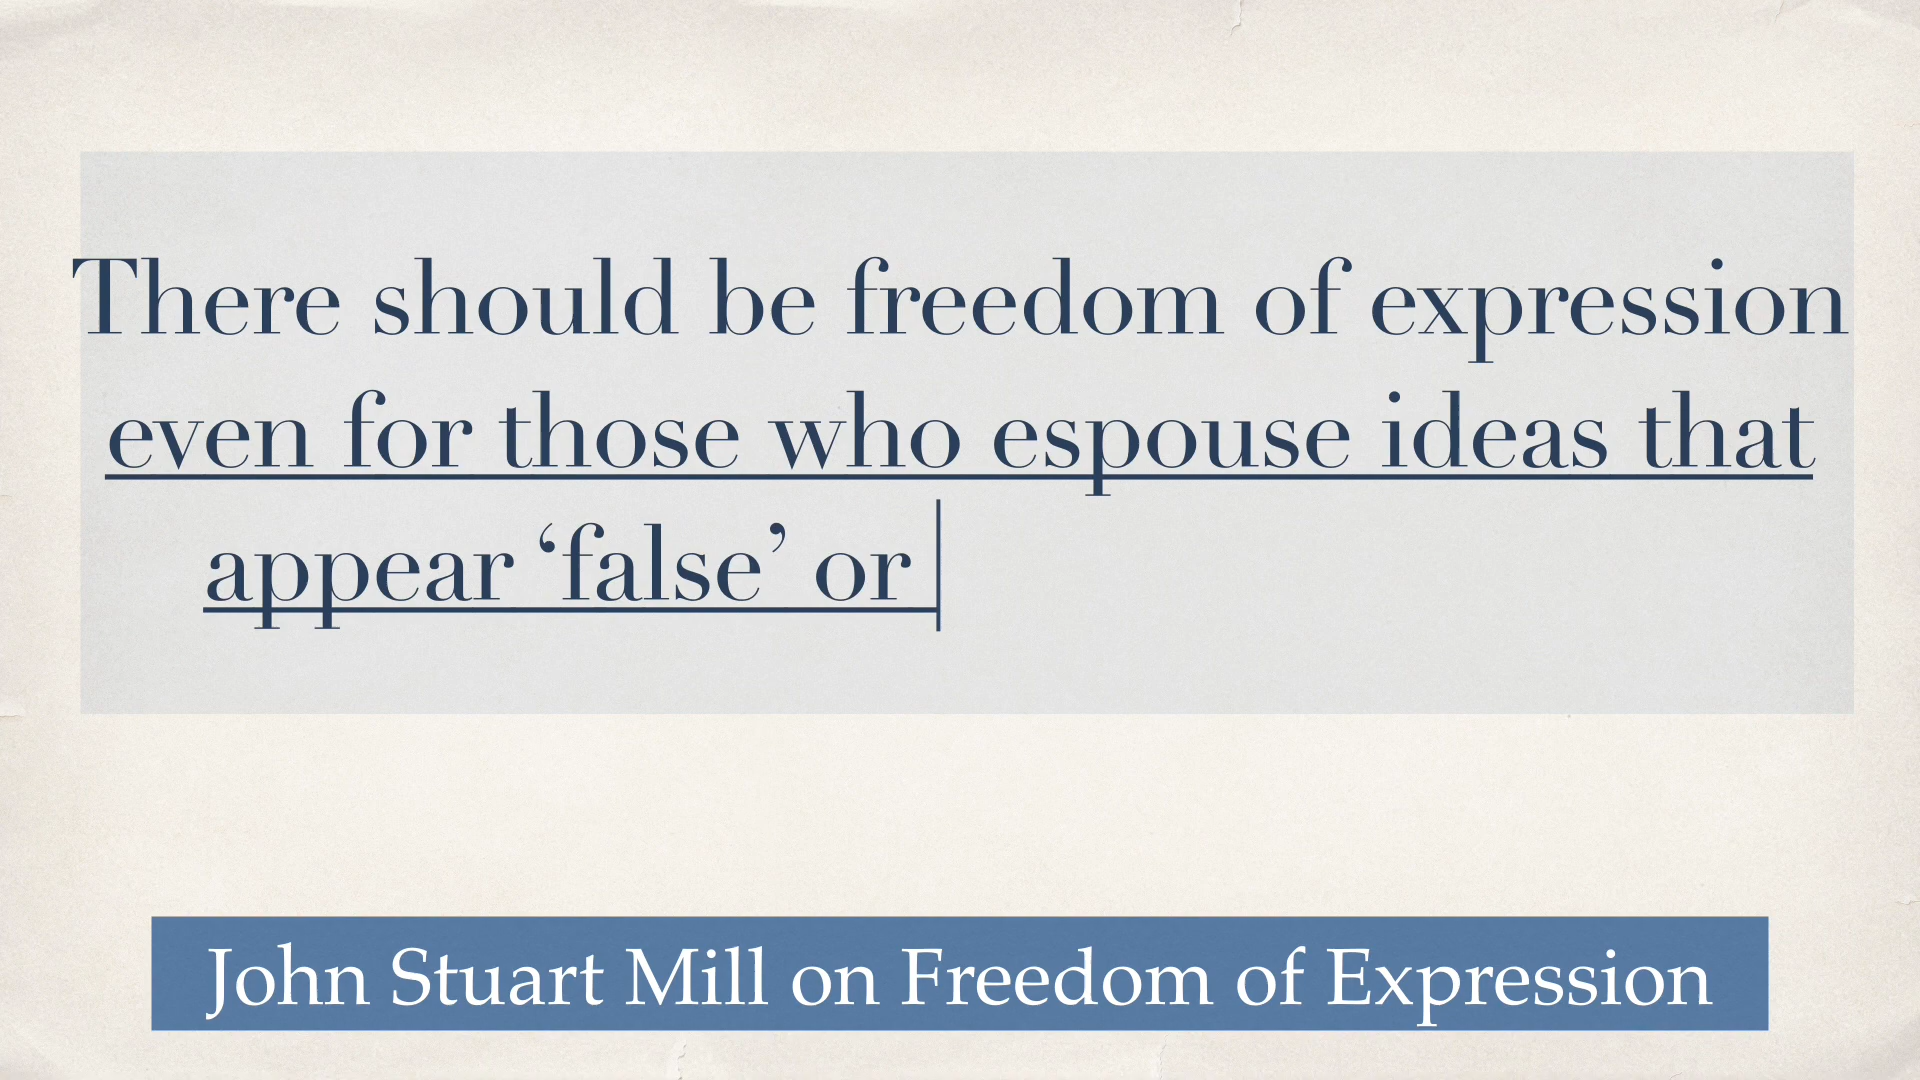 There should be freedom of expression
even for those who espouse ideas that
appear ‘false’ or
John Stuart Mill on Freedom of Expression